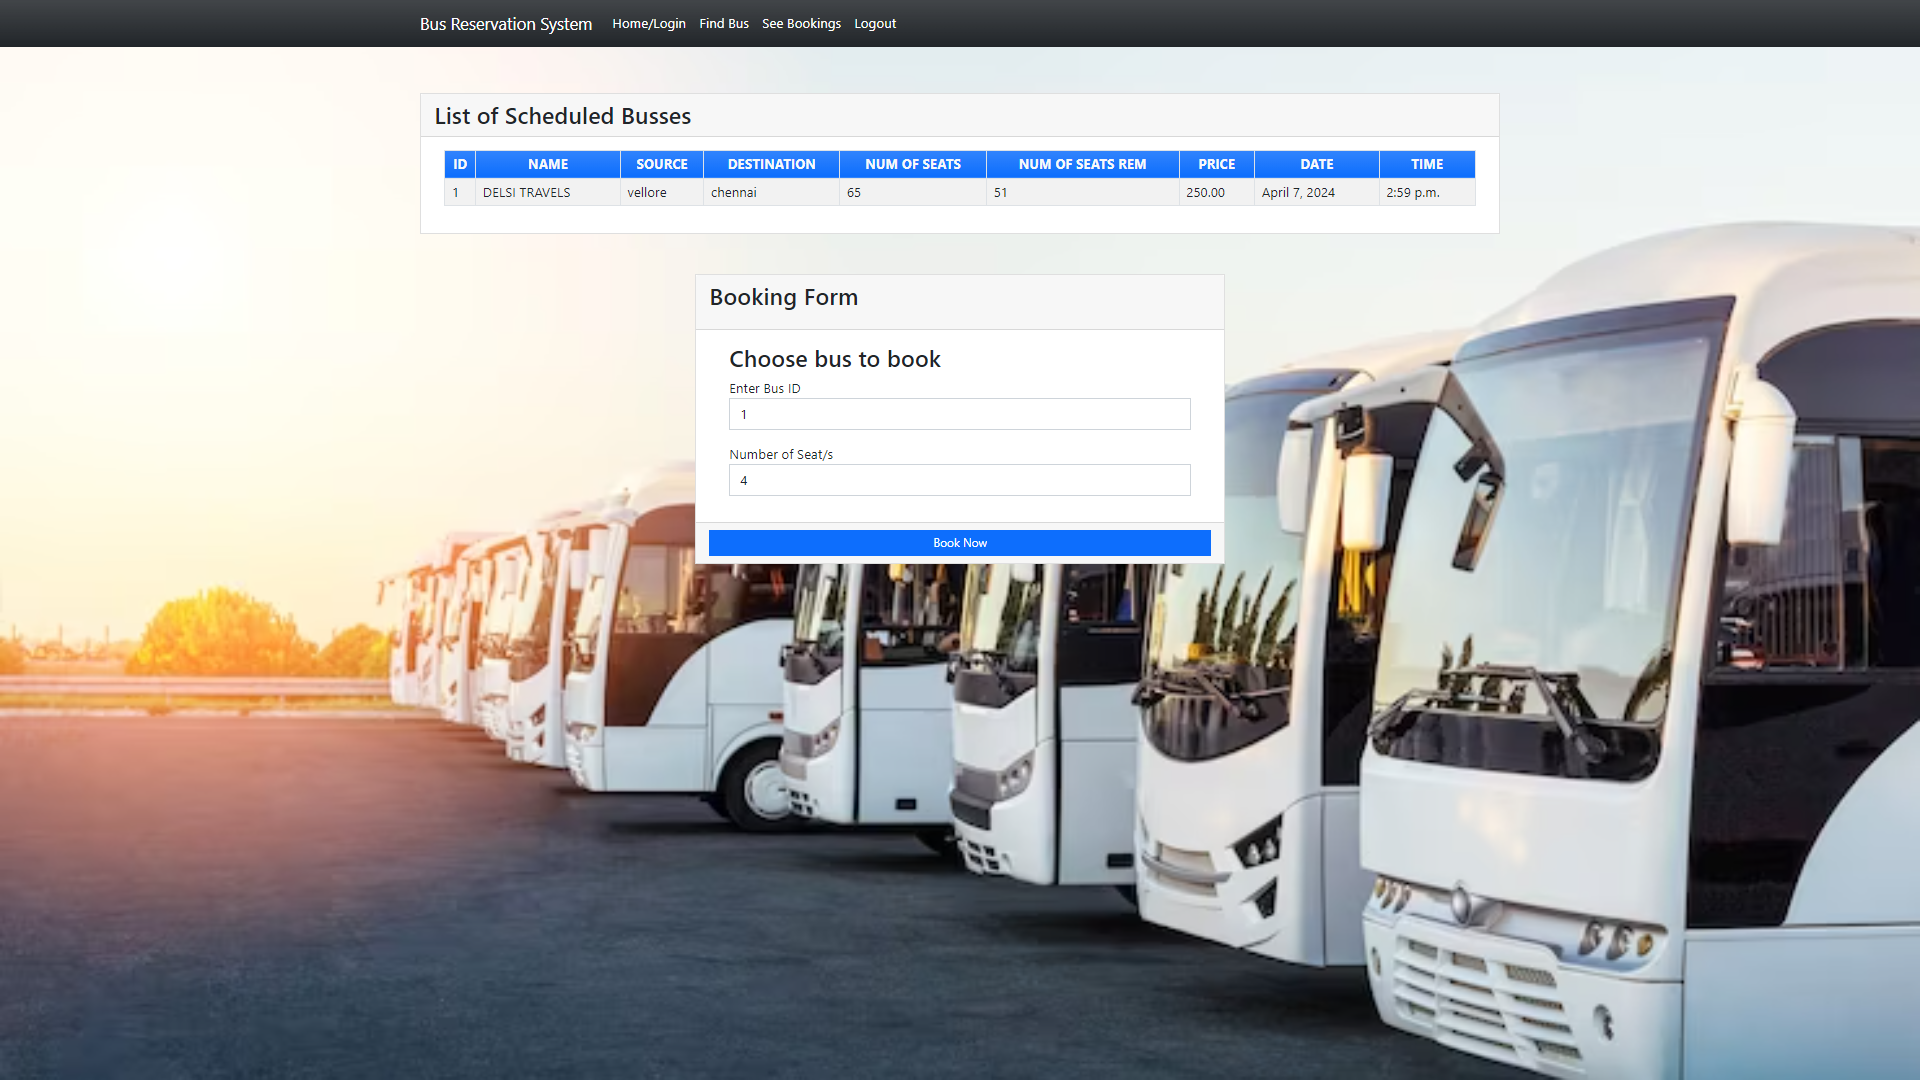 Bus Reservation System Home/Login Find Bus See Bookings Logout
List of Scheduled Busses
ID NAME SOURCE DESTINATION NUM OF SEATS NUM OF SEATS REM PRICE DATE TIME
1 DELSI TRAVELS vellore chennai 65 51 250.00 April 7, 2024 2:59 p.m.
Booking Form
Choose bus to book
Enter Bus ID
1
Number of Seat/s
4
Book Now